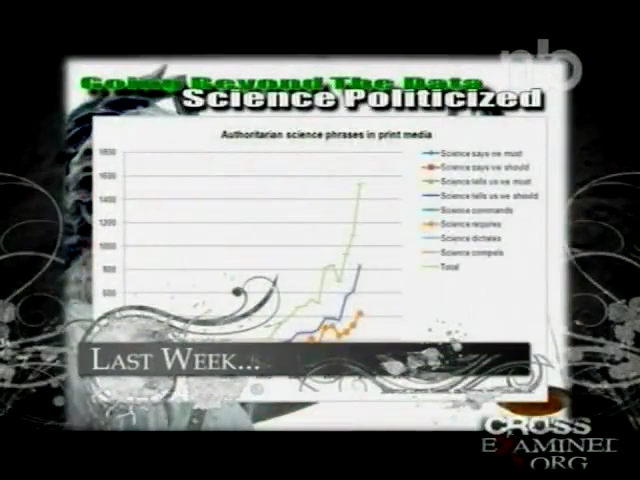 nrb
Going Beyond The Data
Science Politicized
Authoritarian science phrases in print media
1800
1600
1400
1200
1000
800
600
Science says we must
Science says we should
Science tells us we must
Science tells us we should
Science commands
Science requires
Science dictates
Science compels
Total
LAST WEEK...
CROSS
EXAMINED
.ORG